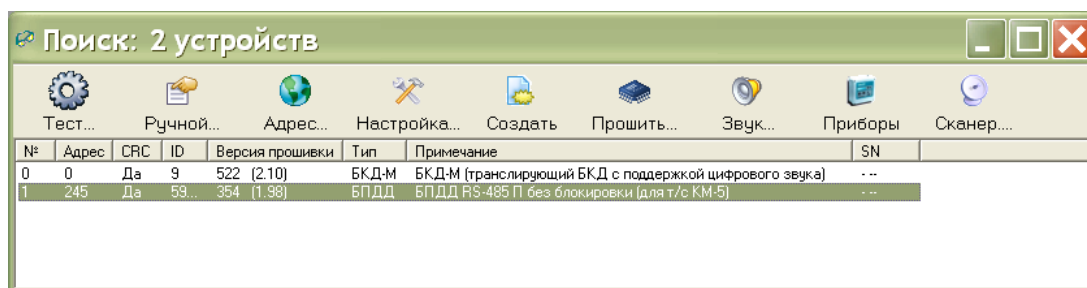 Поиск: 2 устройств
Тест... Ручной... Адрес... Настройка... Создать Прошить... Звук... Приборы Сканер....
№ Адрес CRC ID Версия прошивки Тип Примечание SN
0 0 Да 9 522 (2.10) БКД-М БКД-М (транслирующий БКД с поддержкой цифрового звука) - --
1 245 Да 59... 354 (1.98) БПДД БПДД RS-485 П без блокировки (для т/с КМ-5) - --